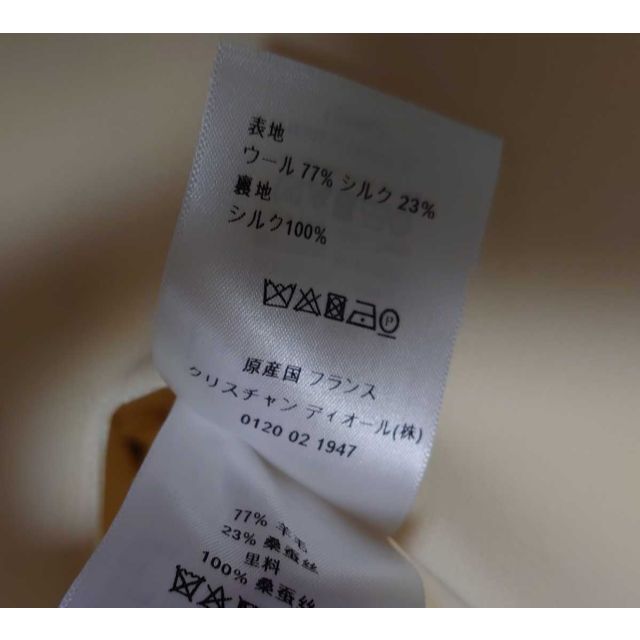 表地
ウール 77% シルク 23%
裏地
シルク100%
P
原産国 フランス
クリスチャン ディオール(株)
0120 02 1947
77% 羊毛
23% 桑蚕丝
里料
100% 桑蚕丝